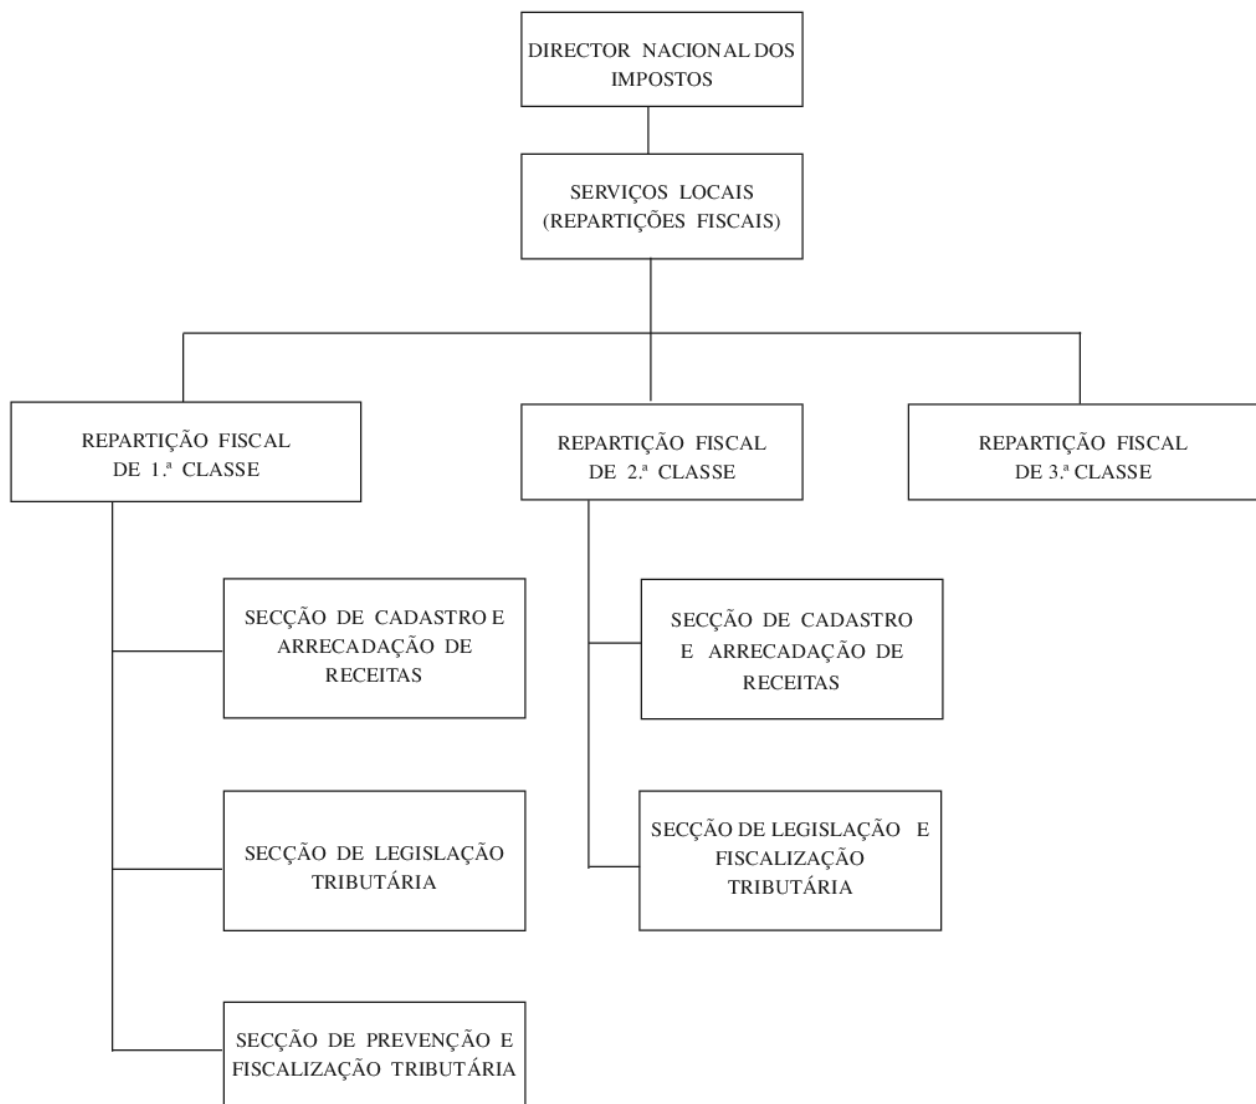 DIRECTOR NACIONAL DOS
IMPOSTOS
SERVIÇOS LOCAIS
(REPARTIÇÕES FISCAIS)
REPARTIÇÃO FISCAL
DE 1.ª CLASSE
REPARTIÇÃO FISCAL
DE 2.ª CLASSE
REPARTIÇÃO FISCAL
DE 3.ª CLASSE
SECÇÃO DE CADASTRO E
ARRECADAÇÃO DE
RECEITAS
SECÇÃO DE CADASTRO
E ARRECADAÇÃO DE
RECEITAS
SECÇÃO DE LEGISLAÇÃO
TRIBUTÁRIA
SECÇÃO DE LEGISLAÇÃO E
FISCALIZAÇÃO
TRIBUTÁRIA
SECÇÃO DE PREVENÇÃO E
FISCALIZAÇÃO TRIBUTÁRIA